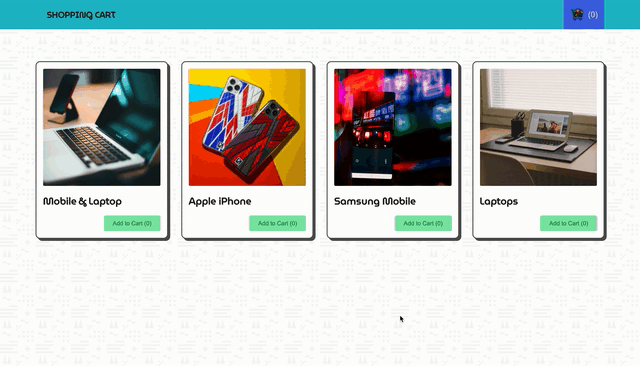 SHOPPING CART
(0)
Mobile & Laptop
Add to Cart (0)
Apple iPhone
Add to Cart (0)
Samsung Mobile
Add to Cart (0)
Laptops
Add to Cart (0)